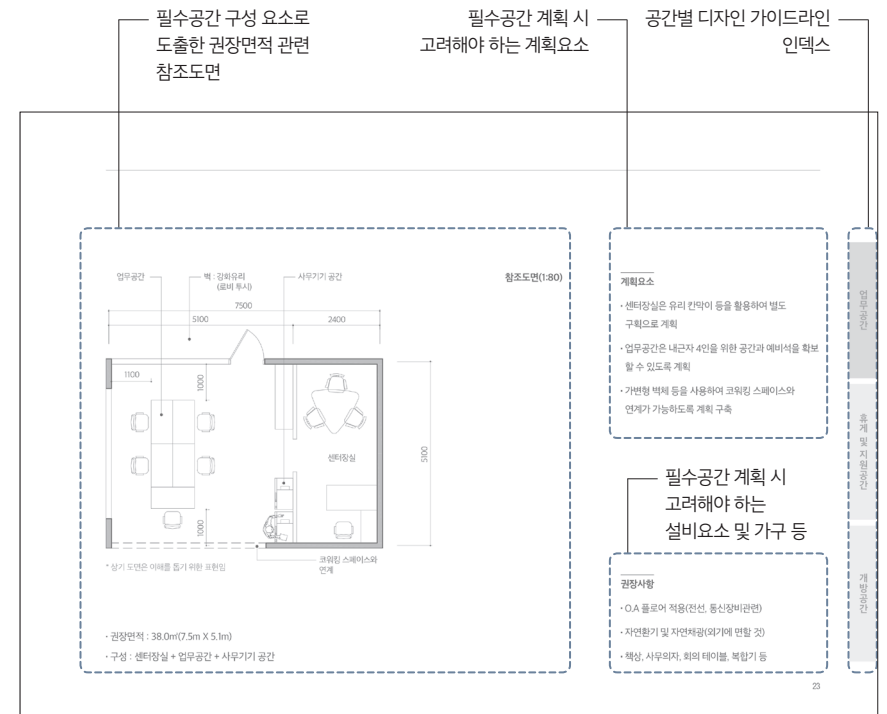 필수공간 구성 요소로
도출한 권장면적 관련
참조도면
필수공간 계획 시
고려해야 하는 계획요소
공간별 디자인 가이드라인
인덱스
업무공간
벽 : 강화유리
(로비 투시)
사무기기 공간
참조도면(1:80)
7500
5100
2400
1100
1000
센터장실
5100
1000
코워킹 스페이스와
연계
* 상기 도면은 이해를 돕기 위한 표현임
• 권장면적 : 38.0㎡(7.5m X 5.1m)
• 구성 : 센터장실 + 업무공간 + 사무기기 공간
계획요소
• 센터장실은 유리 칸막이 등을 활용하여 별도
구획으로 계획
• 업무공간은 내근자 4인을 위한 공간과 예비석을 확보
할 수 있도록 계획
• 가변형 벽체 등을 사용하여 코워킹 스페이스와
연계가 가능하도록 계획 구축
필수공간 계획 시
고려해야 하는
설비요소 및 가구 등
권장사항
• O.A 플로어 적용(전선, 통신장비관련)
• 자연환기 및 자연채광(외기에 면할 것)
• 책상, 사무의자, 회의 테이블, 복합기 등
업무공간
휴게 및 지원공간
개방공간
23